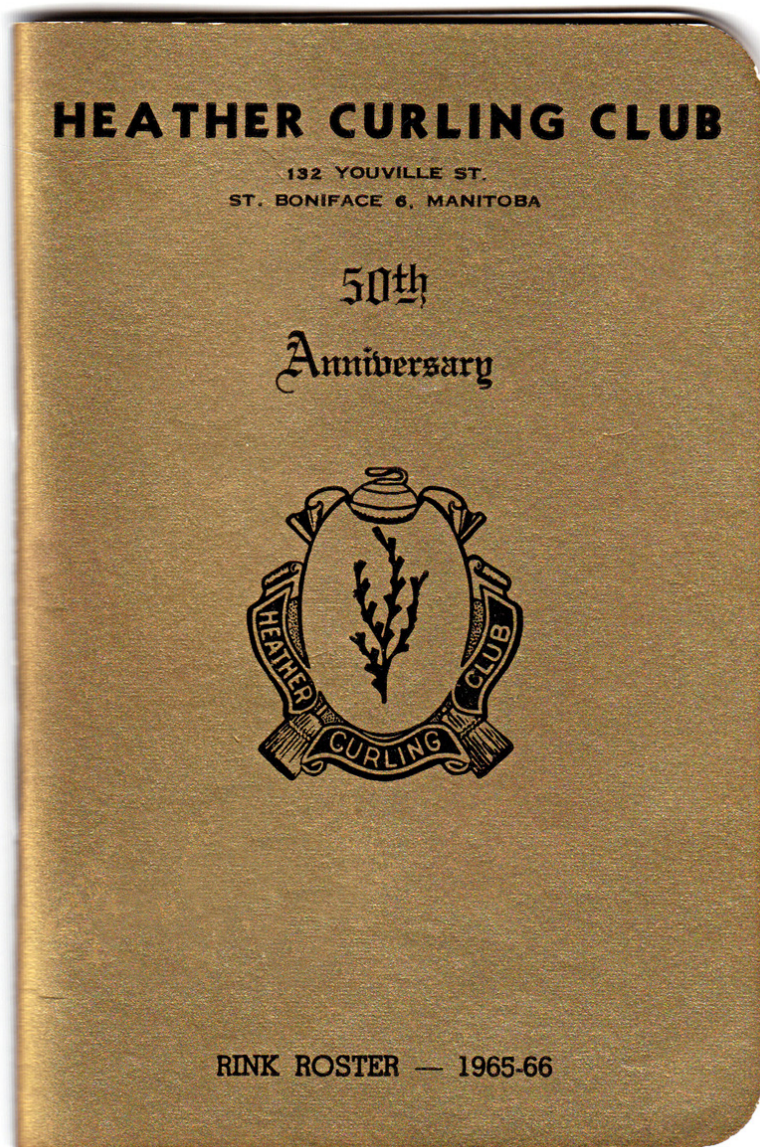 HEATHER CURLING CLUB
132 YOUVILLE ST.
ST. BONIFACE 6, MANITOBA
50th
Anniversary
HEATHER
CURLING
CLUB
RINK ROSTER — 1965-66